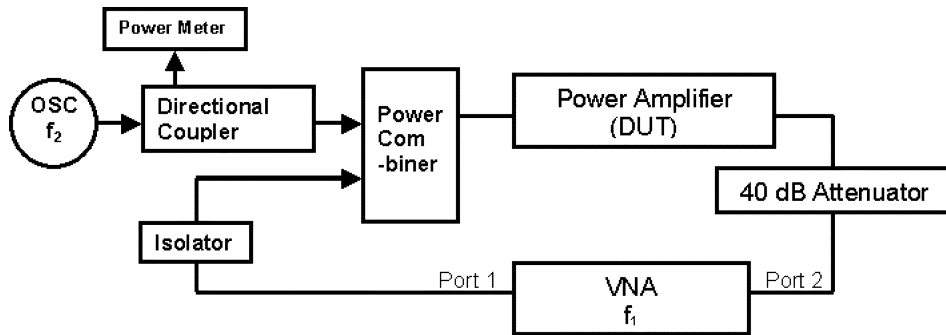 Power Meter
OSC
f₂
Directional
Coupler
Power
Com
-biner
Power Amplifier
(DUT)
40 dB Attenuator
Isolator
Port 1
VNA
f₁
Port 2